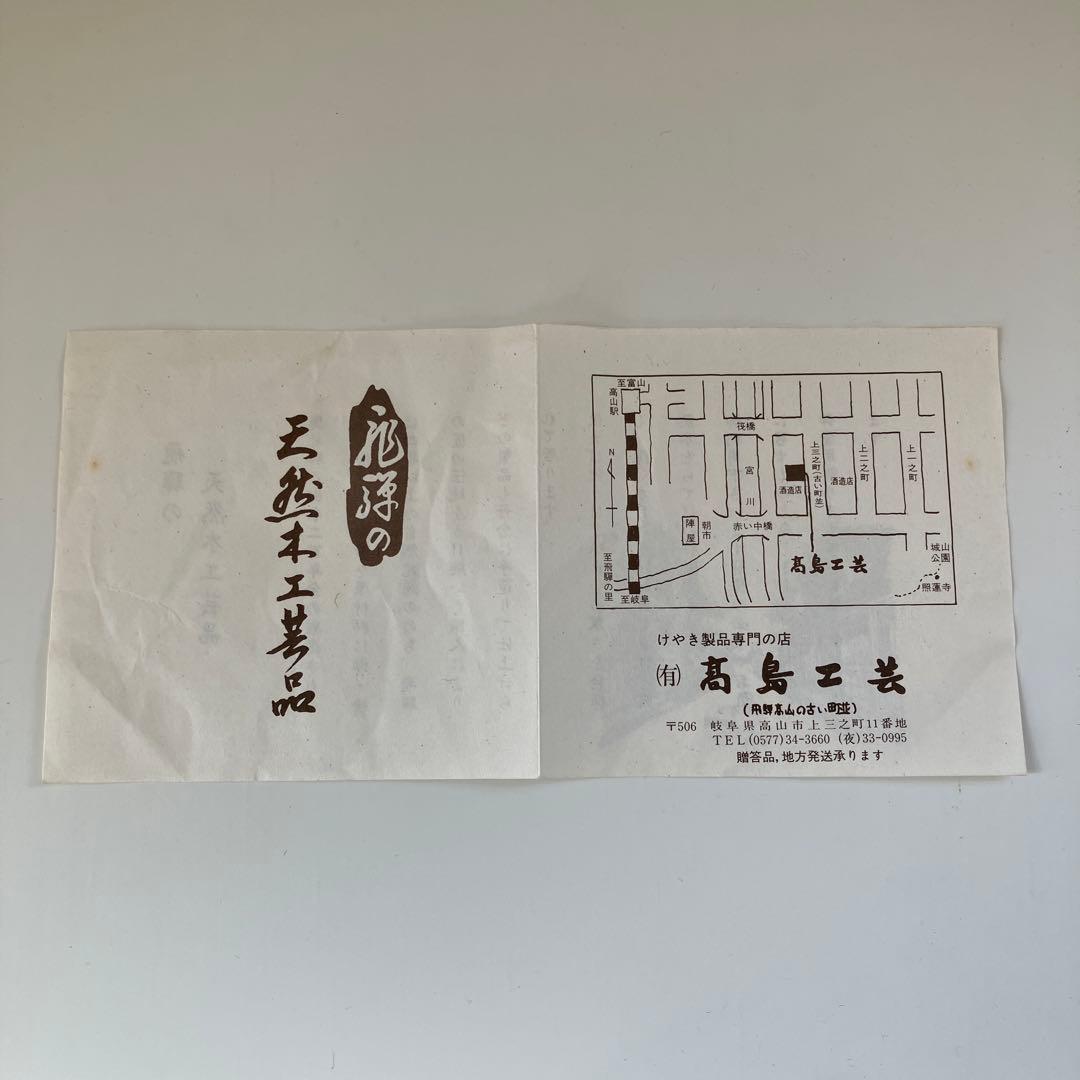 飛騨の
天然木工芸品
至富山
高山駅
筏橋
N
宮川
酒造店
上三之町(古い町並)
上二之町
酒造店
上一之町
陣屋
朝市
赤い中橋
城山公園
髙島工芸
照蓮寺
至飛騨の里
至岐阜
けやき製品専門の店
㈲ 髙島工芸
(飛騨高山の古い町並)
〒506 岐阜県高山市上三之町11番地
TEL(0577)34-3660 (夜)33-0995
贈答品,地方発送承ります